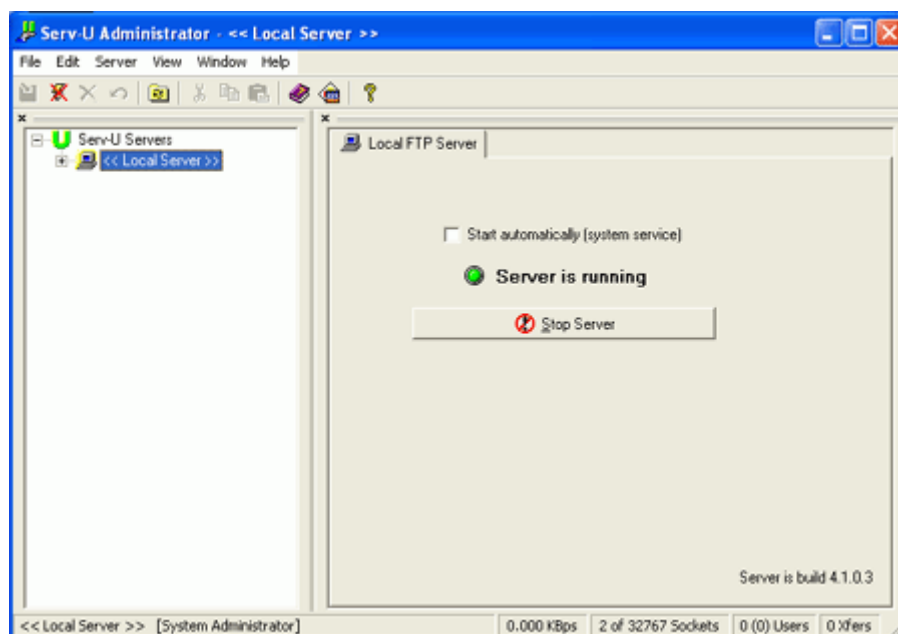 Serv-U Administrator - << Local Server >>
File Edit Server View Window Help
Serv-U Servers
<< Local Server >>
Local FTP Server
Start automatically (system service)
Server is running
Stop Server
Server is build 4.1.0.3
<< Local Server >> [System Administrator] 0.000 KBps 2 of 32767 Sockets 0 (0) Users 0 Xfers